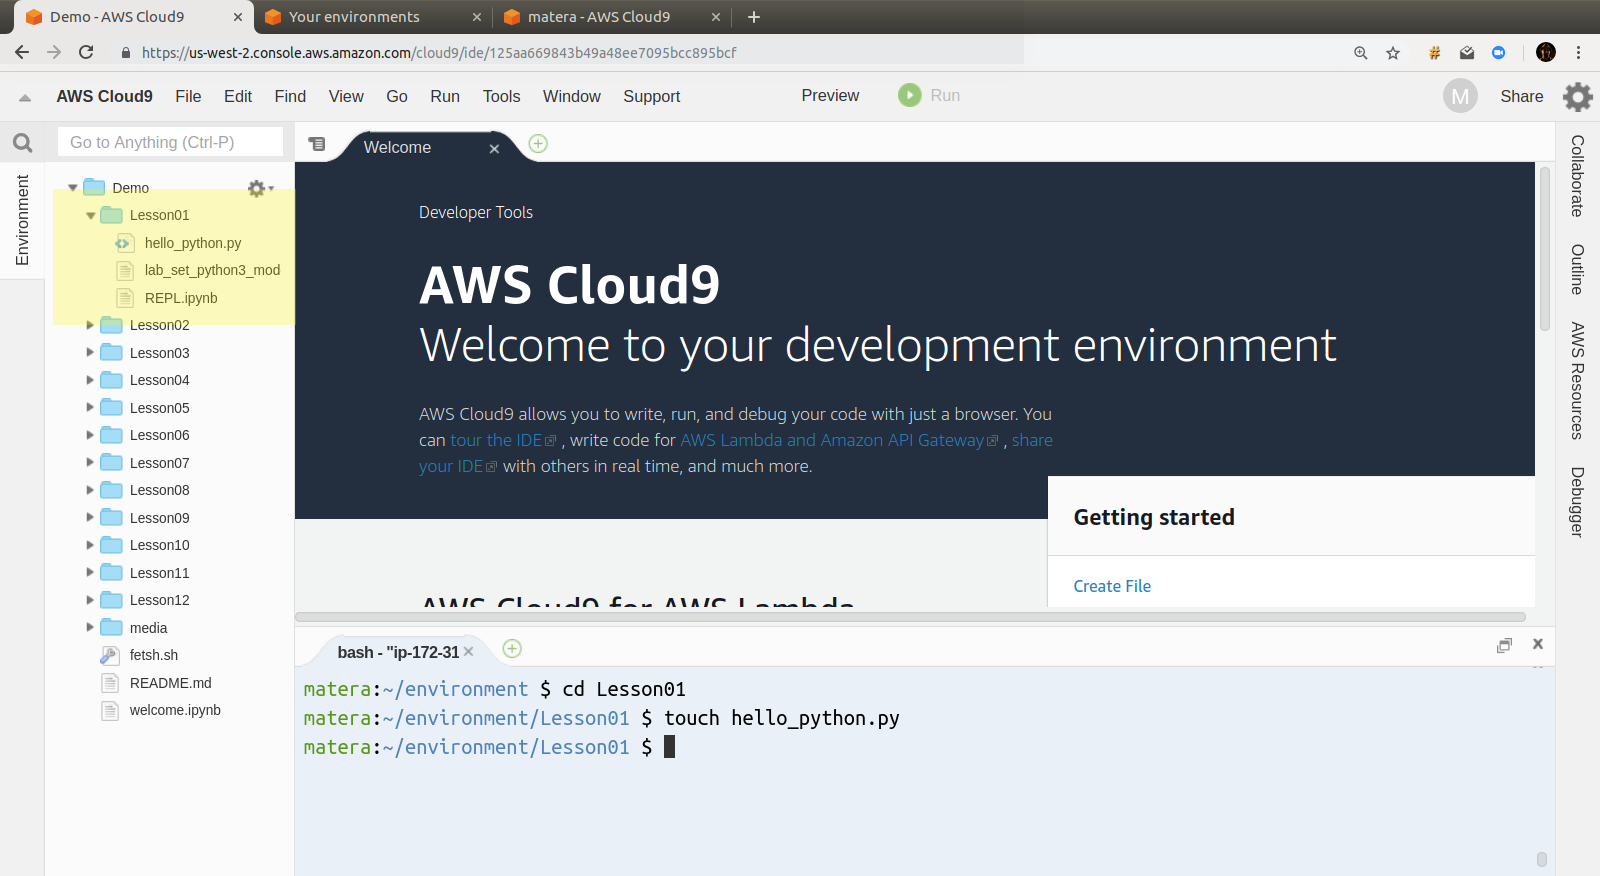 Demo - AWS Cloud9
Your environments
matera - AWS Cloud9
https://us-west-2.console.aws.amazon.com/cloud9/ide/125aa669843b49a48ee7095bcc895bcf
AWS Cloud9 File Edit Find View Go Run Tools Window Support Preview Run M Share
Go to Anything (Ctrl-P)
Environment
Demo
Lesson01
hello_python.py
lab_set_python3_mod
REPL.ipynb
Lesson02
Lesson03
Lesson04
Lesson05
Lesson06
Lesson07
Lesson08
Lesson09
Lesson10
Lesson11
Lesson12
media
fetsh.sh
README.md
welcome.ipynb
Welcome
Developer Tools
AWS Cloud9
Welcome to your development environment
AWS Cloud9 allows you to write, run, and debug your code with just a browser. You
can tour the IDE , write code for AWS Lambda and Amazon API Gateway , share
your IDE with others in real time, and much more.
Getting started
Create File
AWS Cloud9 for AWS Lambda
bash - "ip-172-31
matera:~/environment $ cd Lesson01
matera:~/environment/Lesson01 $ touch hello_python.py
matera:~/environment/Lesson01 $
Collaborate
Outline
AWS Resources
Debugger